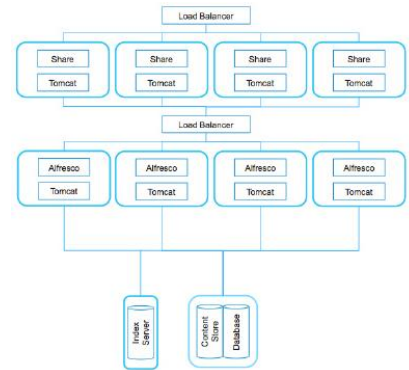 Load Balancer
Share
Share
Share
Share
Tomcat
Tomcat
Tomcat
Tomcat
Load Balancer
Alfresco
Alfresco
Alfresco
Alfresco
Tomcat
Tomcat
Tomcat
Tomcat
Index
Server
Content
Store
Database